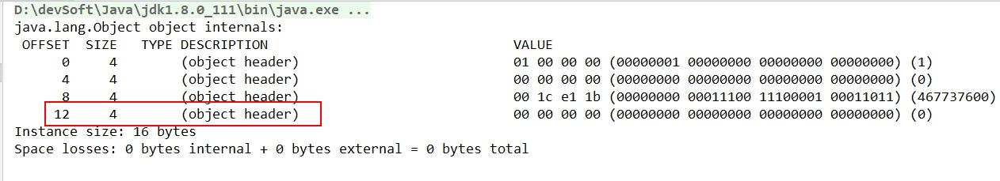 D:\devSoft\Java\jdk1.8.0_111\bin\java.exe ...
java.lang.Object object internals:
OFFSET  SIZE   TYPE DESCRIPTION                               VALUE
0     4        (object header)                           01 00 00 00 (00000001 00000000 00000000 00000000) (1)
4     4        (object header)                           00 00 00 00 (00000000 00000000 00000000 00000000) (0)
8     4        (object header)                           00 1c e1 1b (00000000 00011100 11100001 00011011) (467737600)
12     4        (object header)                           00 00 00 00 (00000000 00000000 00000000 00000000) (0)
Instance size: 16 bytes
Space losses: 0 bytes internal + 0 bytes external = 0 bytes total